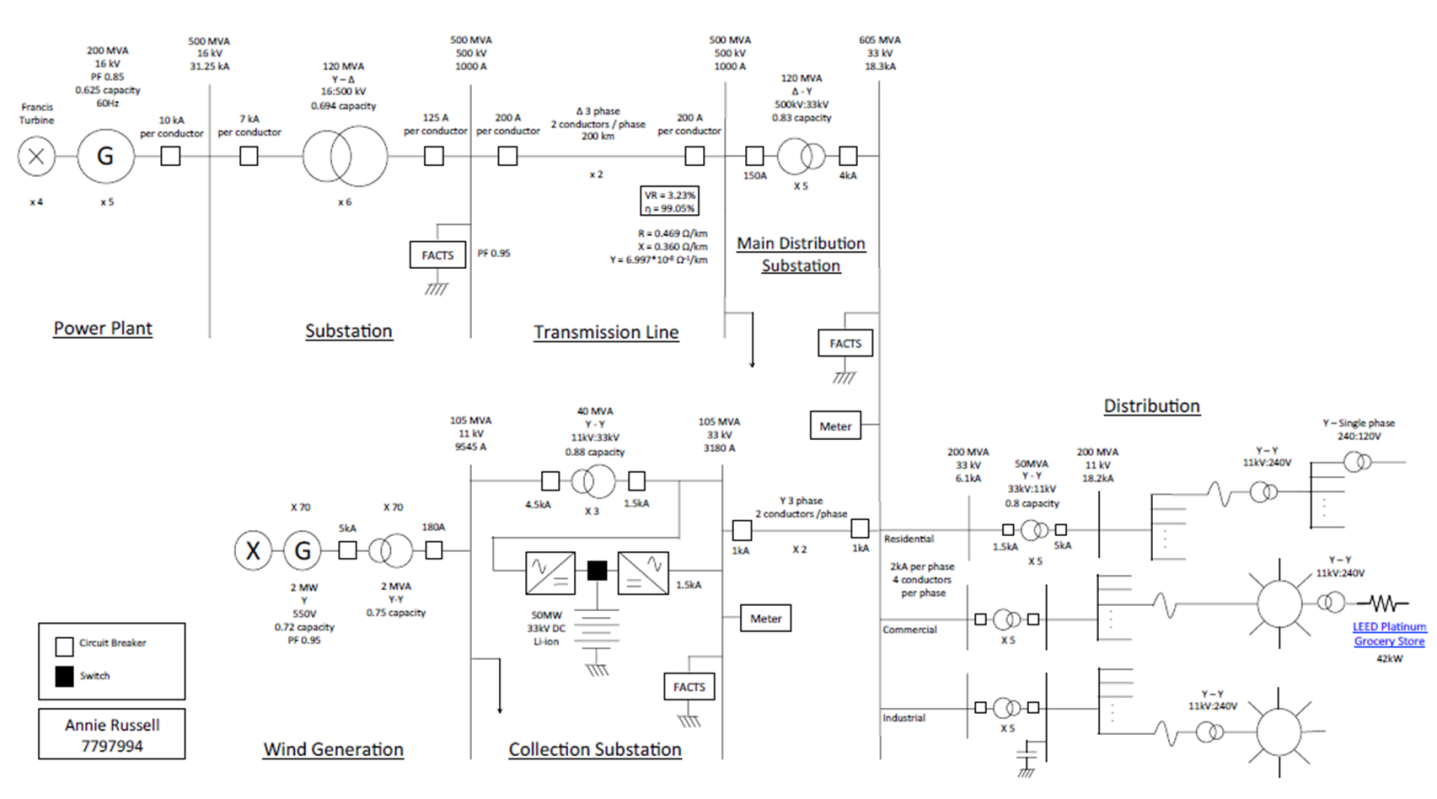 500 MVA
16 kV
31.25 kA
500 MVA
500 kV
1000 A
500 MVA
500 kV
1000 A
605 MVA
33 kV
18.3kA
200 MVA
16 kV
PF 0.85
0.625 capacity
60Hz
120 MVA
Y – Δ
16:500 kV
0.694 capacity
120 MVA
Δ - Y
500kV:33kV
0.83 capacity
Francis
Turbine
10 kA
per conductor
7 kA
per conductor
125 A
per conductor
200 A
per conductor
Δ 3 phase
2 conductors / phase
200 km
200 A
per conductor
X
G
150A
4kA
x 4
x 5
x 6
x 2
X 5
VR = 3.23%
η = 99.05%
R = 0.469 Ω/km
X = 0.360 Ω/km
Y = 6.997*10⁻⁸ Ω⁻¹/km
FACTS
PF 0.95
Main Distribution
Substation
Power Plant
Substation
Transmission Line
FACTS
Meter
Distribution
105 MVA
11 kV
9545 A
40 MVA
Y - Y
11kV:33kV
0.88 capacity
105 MVA
33 kV
3180 A
4.5kA
1.5kA
X 3
X 70
X 70
5kA
180A
X
G
2 MW
Y
550V
0.72 capacity
PF 0.95
2 MVA
Y-Y
0.75 capacity
1.5kA
50MW
33kV DC
Li-ion
Y 3 phase
2 conductors /phase
1kA
X 2
1kA
Meter
FACTS
Wind Generation
Collection Substation
Circuit Breaker
Switch
Annie Russell
7797994
200 MVA
33 kV
6.1kA
50MVA
Y - Y
33kV:11kV
0.8 capacity
200 MVA
11 kV
18.2kA
Y – Y
11kV:240V
Y – Single phase
240:120V
Residential
1.5kA
5kA
X 5
2kA per phase
4 conductors
per phase
Commercial
X 5
Y – Y
11kV:240V
LEED Platinum
Grocery Store
42kW
Industrial
X 5
Y – Y
11kV:240V